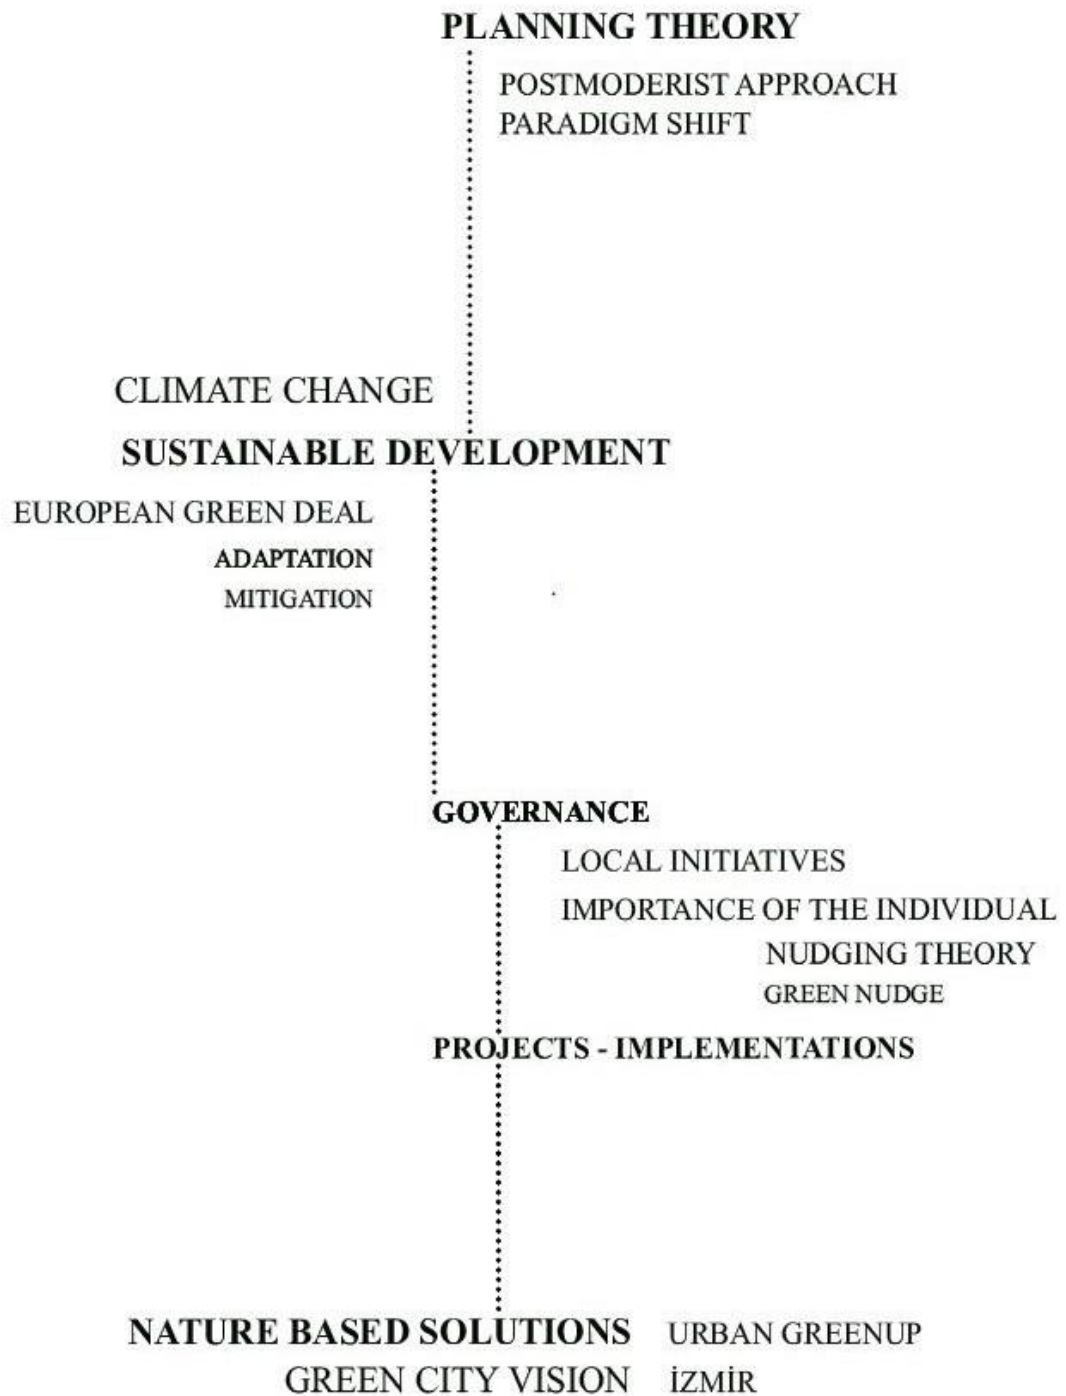 PLANNING THEORY
POSTMODERIST APPROACH
PARADIGM SHIFT
CLIMATE CHANGE
SUSTAINABLE DEVELOPMENT
EUROPEAN GREEN DEAL
ADAPTATION
MITIGATION
GOVERNANCE
LOCAL INITIATIVES
IMPORTANCE OF THE INDIVIDUAL
NUDGING THEORY
GREEN NUDGE
PROJECTS - IMPLEMENTATIONS
NATURE BASED SOLUTIONS URBAN GREENUP
GREEN CITY VISION İZMİR